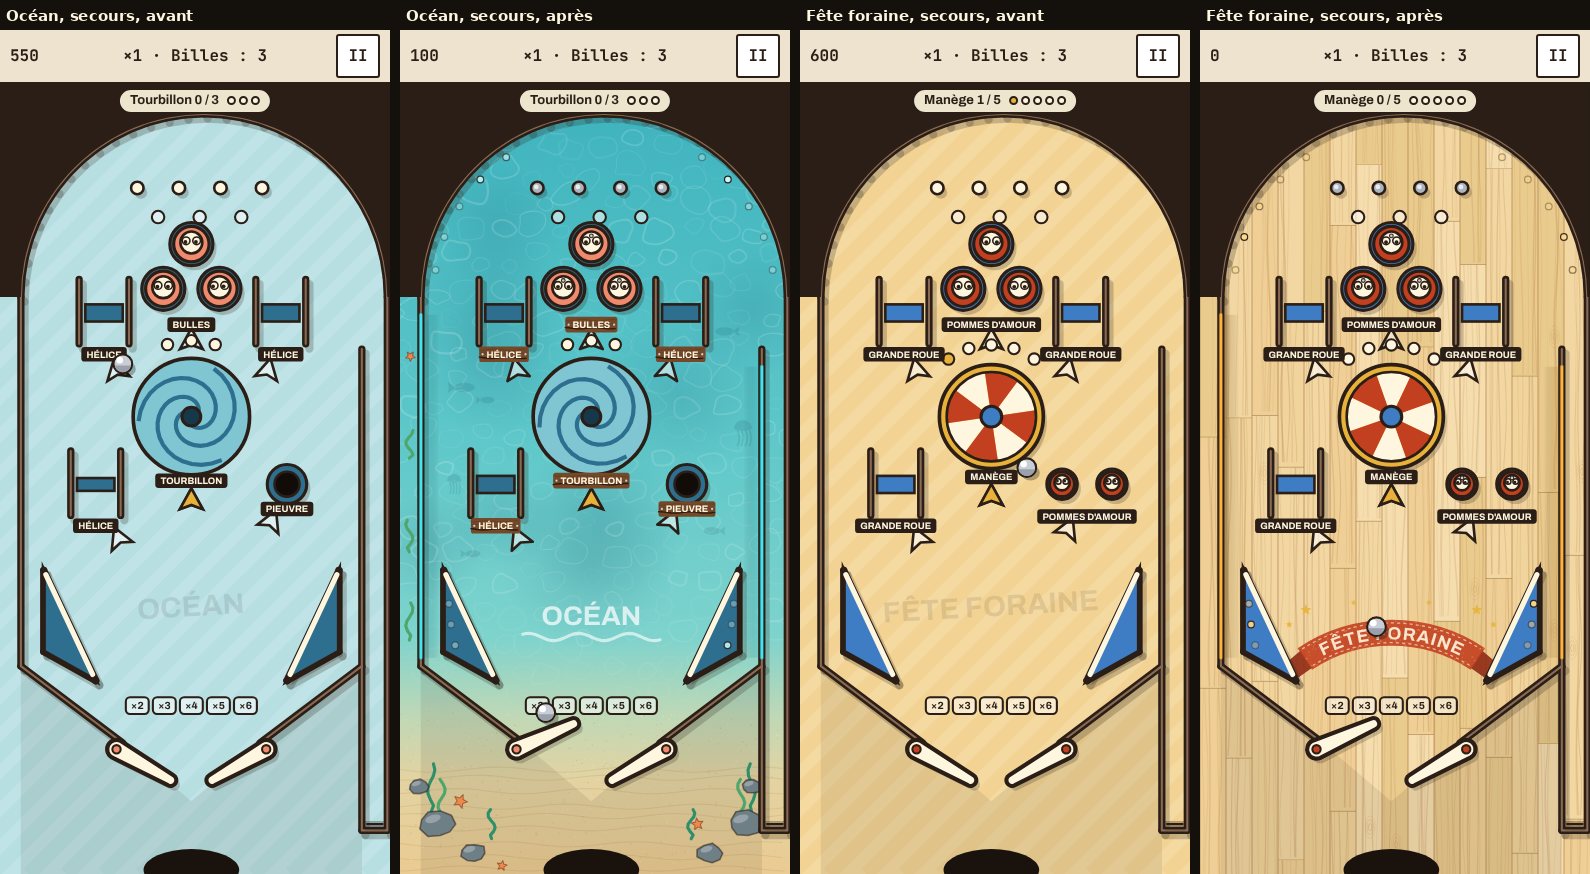 Océan, secours, avant
550 ×1 · Billes : 3 II
Tourbillon 0 / 3
BULLES
HÉLICE HÉLICE
TOURBILLON
PIEUVRE
HÉLICE
OCÉAN
×2 ×3 ×4 ×5 ×6
Océan, secours, après
100 ×1 · Billes : 3 II
Tourbillon 0 / 3
BULLES
HÉLICE HÉLICE
TOURBILLON
PIEUVRE
HÉLICE
OCÉAN
×3 ×4 ×5 ×6
Fête foraine, secours, avant
600 ×1 · Billes : 3 II
Manège 1 / 5
POMMES D'AMOUR
GRANDE ROUE GRANDE ROUE
MANÈGE
POMMES D'AMOUR
GRANDE ROUE
FÊTE FORAINE
×2 ×3 ×4 ×5 ×6
Fête foraine, secours, après
0 ×1 · Billes : 3 II
Manège 0 / 5
POMMES D'AMOUR
GRANDE ROUE GRANDE ROUE
MANÈGE
POMMES D'AMOUR
GRANDE ROUE
FÊTE FORAINE
×2 ×3 ×4 ×5 ×6